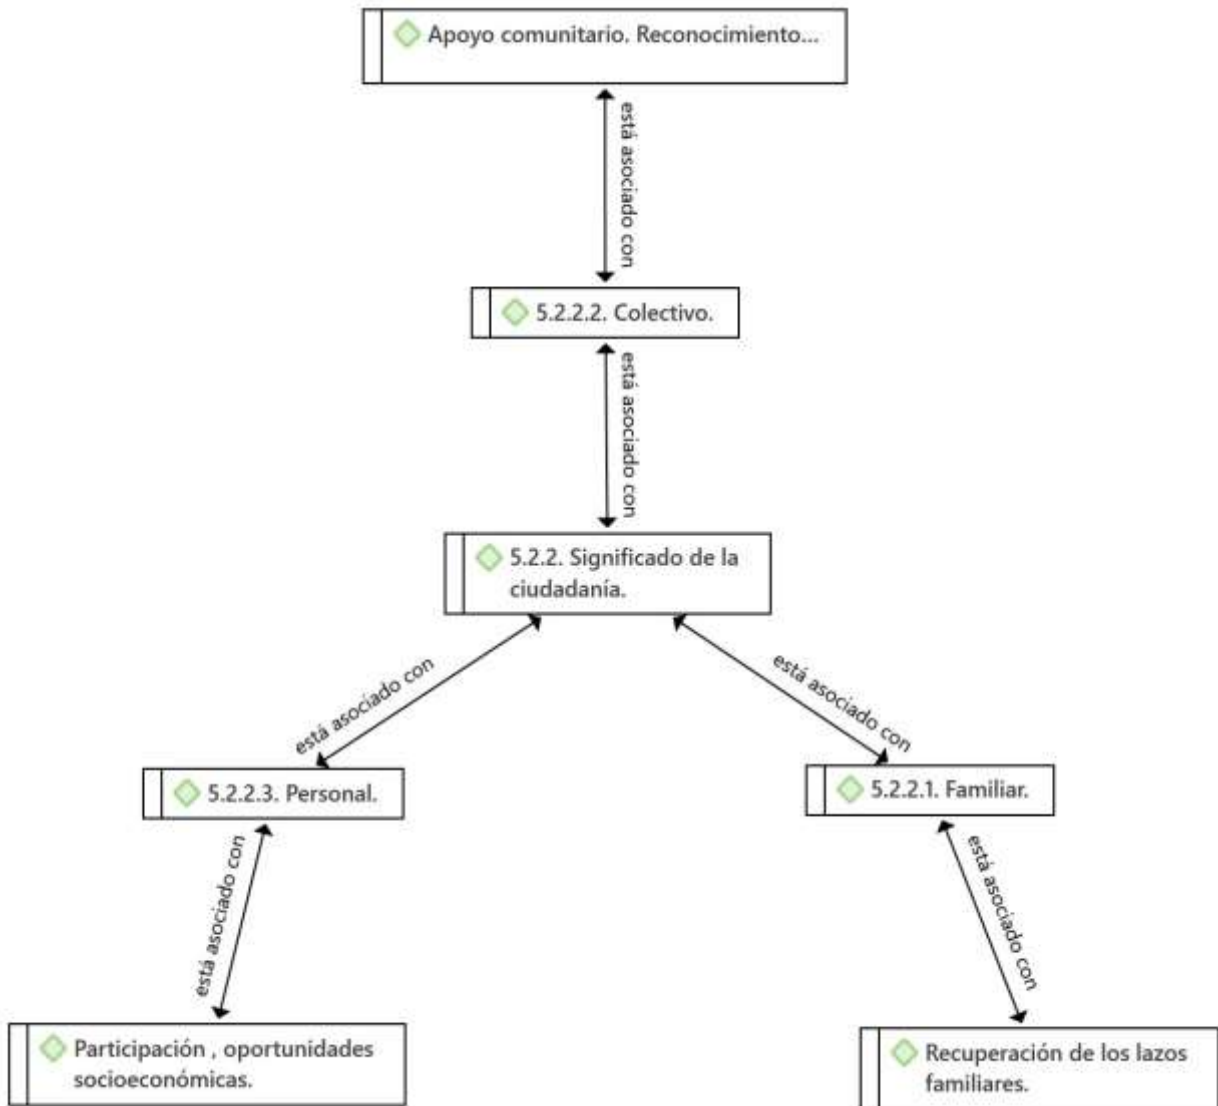 Apoyo comunitario. Reconocimiento...
está asociado con
5.2.2.2. Colectivo.
está asociado con
5.2.2. Significado de la
ciudadanía.
está asociado con
está asociado con
5.2.2.3. Personal.
5.2.2.1. Familiar.
está asociado con
está asociado con
Participación , oportunidades
socioeconómicas.
Recuperación de los lazos
familiares.